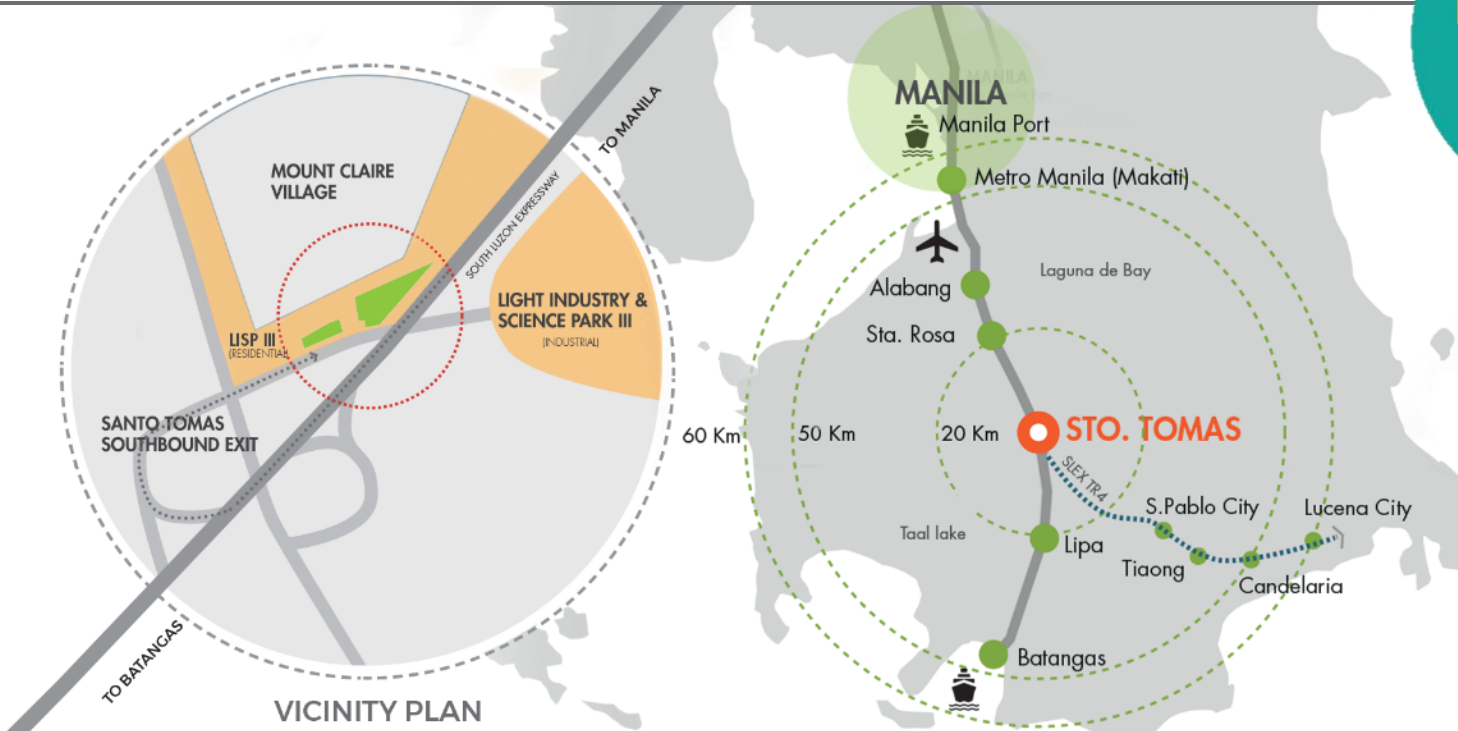 MOUNT CLAIRE
VILLAGE
TO MANILA
SOUTH LUZON EXPRESSWAY
LIGHT INDUSTRY &
SCIENCE PARK III
(INDUSTRIAL)
LISP III
(RESIDENTIAL)
SANTO TOMAS
SOUTHBOUND EXIT
TO BATANGAS
VICINITY PLAN
MANILA
MANILA
Manila Port
Metro Manila (Makati)
Alabang
Laguna de Bay
Sta. Rosa
60 Km
50 Km
20 Km
STO. TOMAS
SLEX TR4
S.Pablo City
Lucena City
Taal lake
Lipa
Tiaong
Candelaria
Batangas